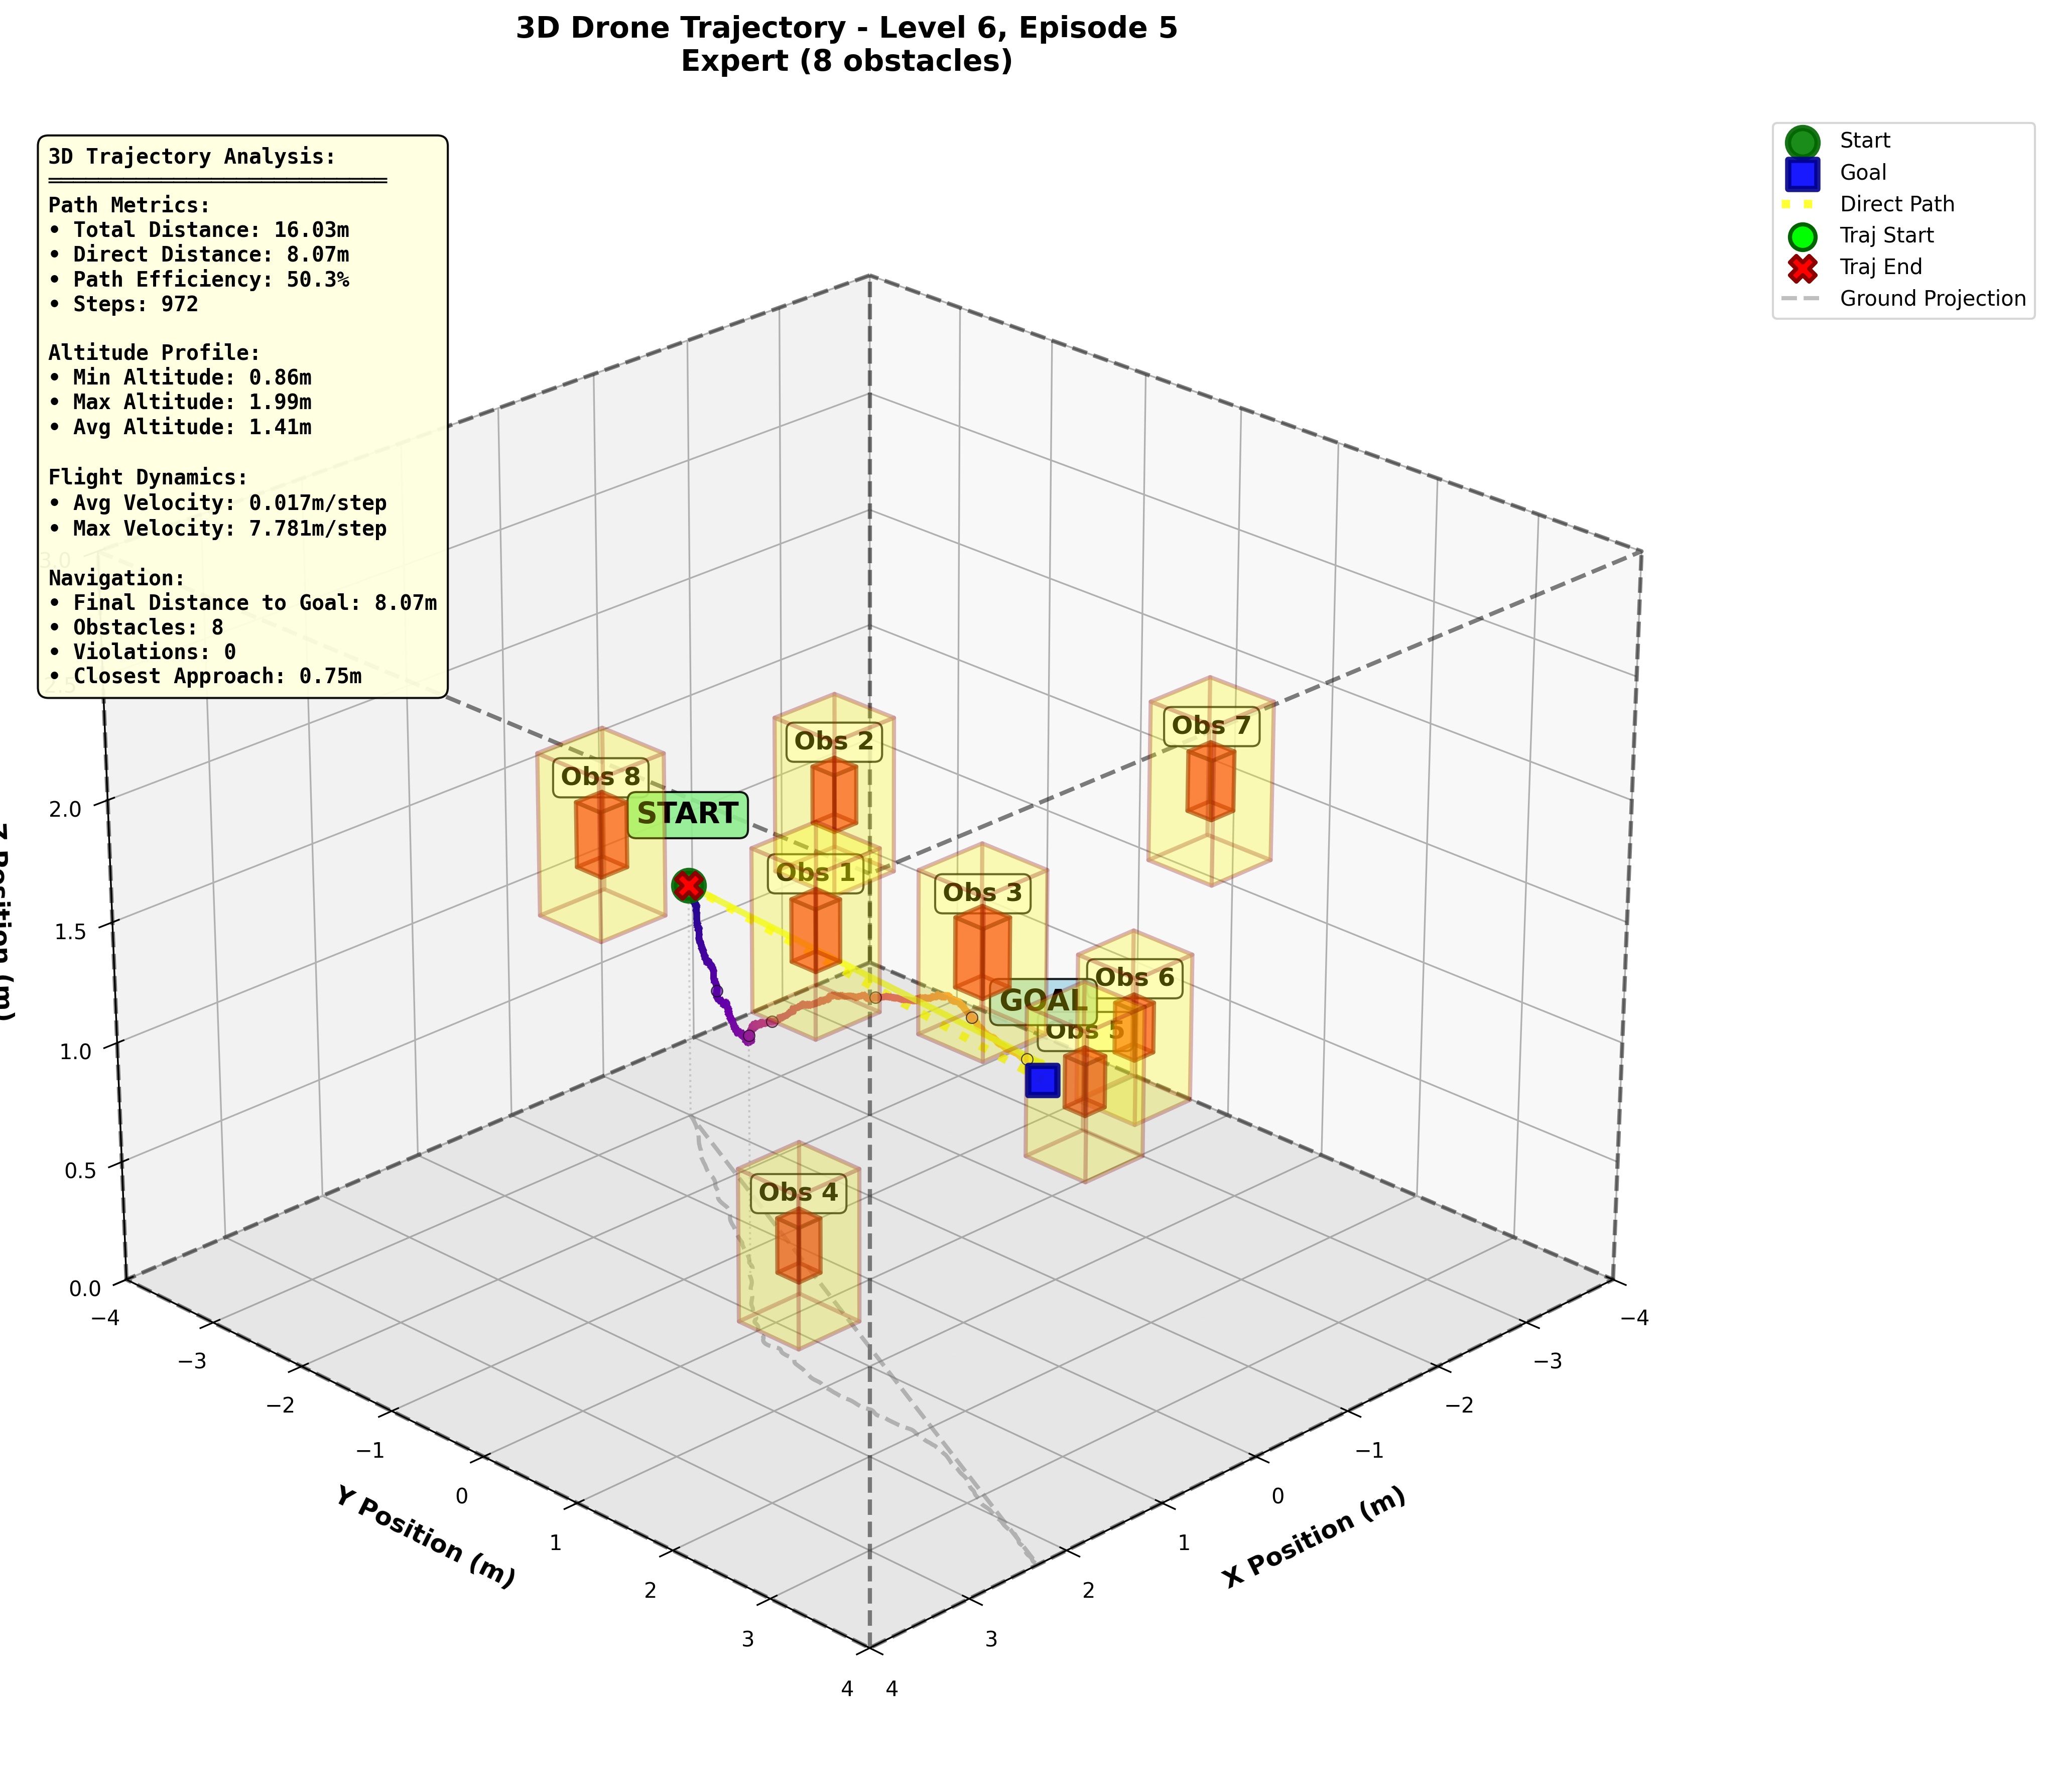 3D Drone Trajectory - Level 6, Episode 5
Expert (8 obstacles)
3D Trajectory Analysis:
Path Metrics:
• Total Distance: 16.03m
• Direct Distance: 8.07m
• Path Efficiency: 50.3%
• Steps: 972
Altitude Profile:
• Min Altitude: 0.86m
• Max Altitude: 1.99m
• Avg Altitude: 1.41m
Flight Dynamics:
• Avg Velocity: 0.017m/step
• Max Velocity: 7.781m/step
Navigation:
• Final Distance to Goal: 8.07m
• Obstacles: 8
• Violations: 0
• Closest Approach: 0.75m
Start
Goal
Direct Path
Traj Start
Traj End
Ground Projection
Obs 7
Obs 2
Obs 8
START
Obs 1
Obs 3
Obs 6
GOAL
Obs 5
Obs 4
3.0
2.5
2.0
1.5
1.0
0.5
0.0
Z Position (m)
−4
−3
−2
−1
0
1
2
3
4
Y Position (m)
4
3
2
1
0
−1
−2
−3
−4
X Position (m)